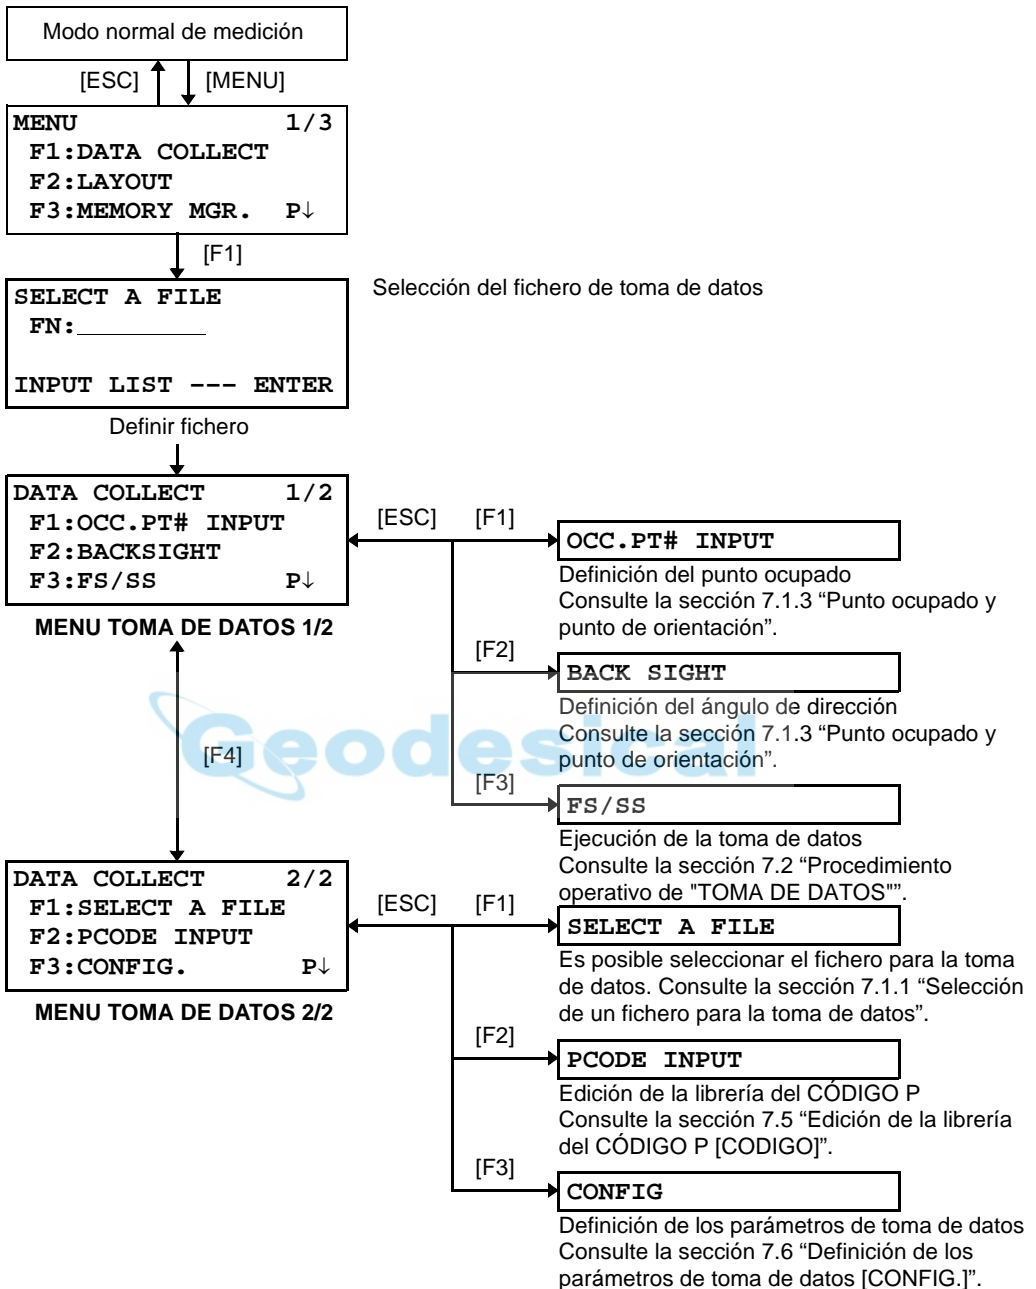 Modo normal de medición
[ESC] [MENU]
MENU 1/3
F1:DATA COLLECT
F2:LAYOUT
F3:MEMORY MGR. P↓
[F1]
SELECT A FILE
FN:__________
INPUT LIST --- ENTER
Selección del fichero de toma de datos
Definir fichero
DATA COLLECT 1/2
F1:OCC.PT# INPUT
F2:BACKSIGHT
F3:FS/SS P↓
MENU TOMA DE DATOS 1/2
[ESC] [F1]
OCC.PT# INPUT
Definición del punto ocupado
Consulte la sección 7.1.3 “Punto ocupado y
punto de orientación”.
[F2]
BACK SIGHT
Definición del ángulo de dirección
Consulte la sección 7.1.3 “Punto ocupado y
punto de orientación”.
Geodesical
[F4]
[F3]
FS/SS
Ejecución de la toma de datos
Consulte la sección 7.2 “Procedimiento
operativo de "TOMA DE DATOS"”.
DATA COLLECT 2/2
F1:SELECT A FILE
F2:PCODE INPUT
F3:CONFIG. P↓
MENU TOMA DE DATOS 2/2
[ESC] [F1]
SELECT A FILE
Es posible seleccionar el fichero para la toma
de datos. Consulte la sección 7.1.1 “Selección
de un fichero para la toma de datos”.
[F2]
PCODE INPUT
Edición de la librería del CÓDIGO P
Consulte la sección 7.5 “Edición de la librería
del CÓDIGO P [CODIGO]”.
[F3]
CONFIG
Definición de los parámetros de toma de datos
Consulte la sección 7.6 “Definición de los
parámetros de toma de datos [CONFIG.]”.